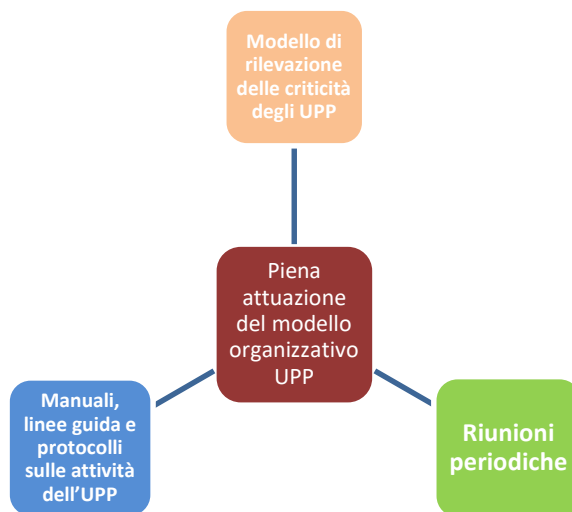 Modello di
rilevazione
delle criticità
degli UPP
Piena
attuazione
del modello
organizzativo
UPP
Manuali,
linee guida e
protocolli
sulle attività
dell'UPP
Riunioni
periodiche